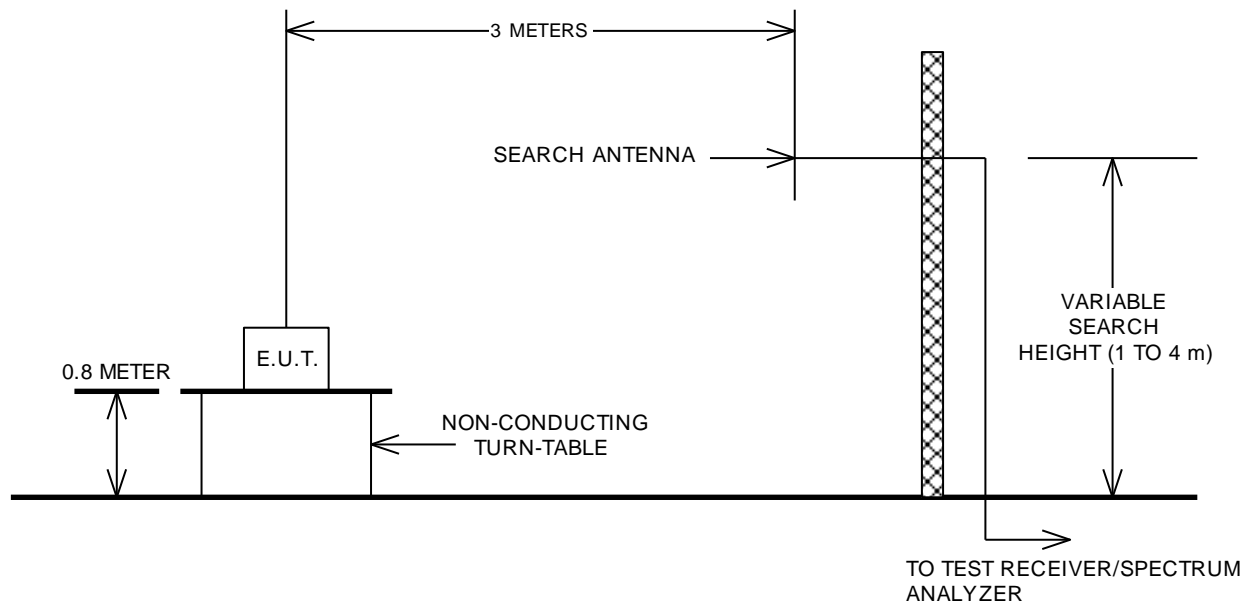 3 METERS
SEARCH ANTENNA
VARIABLE
SEARCH
HEIGHT (1 TO 4 m)
E.U.T.
0.8 METER
NON-CONDUCTING
TURN-TABLE
TO TEST RECEIVER/SPECTRUM
ANALYZER